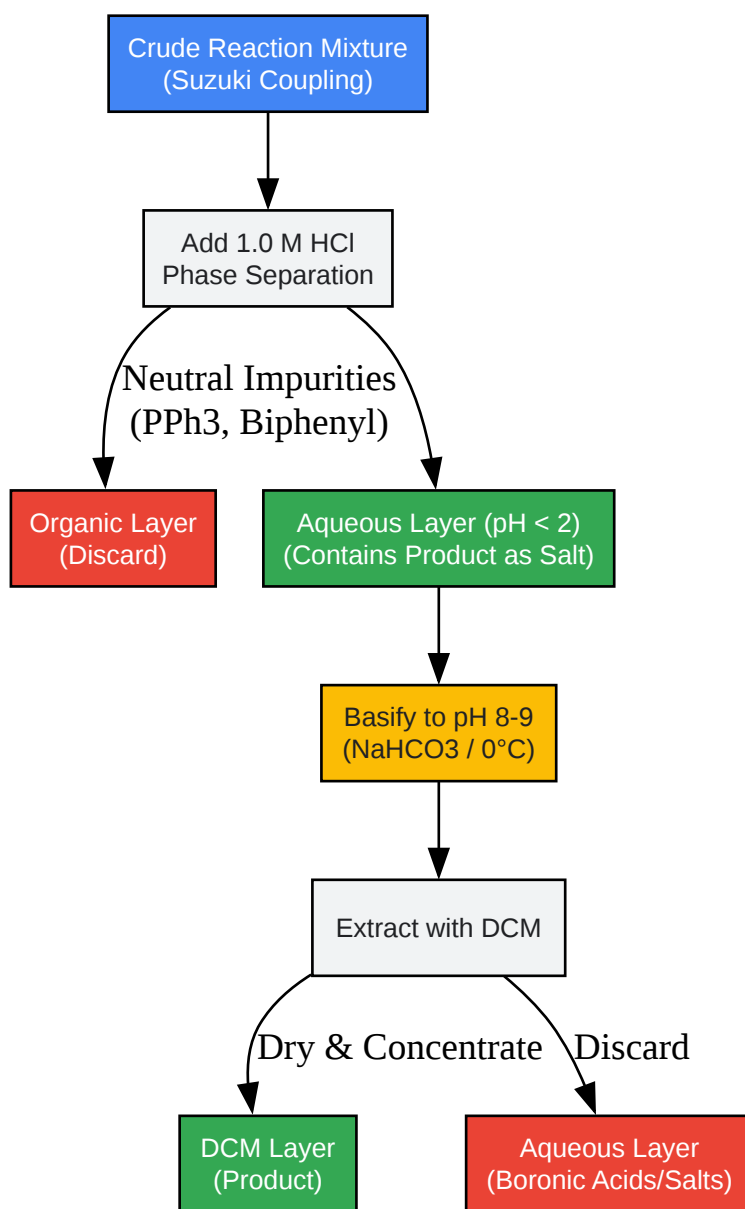 Crude Reaction Mixture
(Suzuki Coupling)
Add 1.0 M HCl
Phase Separation
Neutral Impurities
(PPh3, Biphenyl)
Organic Layer
(Discard)
Aqueous Layer (pH < 2)
(Contains Product as Salt)
Basify to pH 8-9
(NaHCO3 / 0°C)
Extract with DCM
Dry & Concentrate
Discard
DCM Layer
(Product)
Aqueous Layer
(Boronic Acids/Salts)